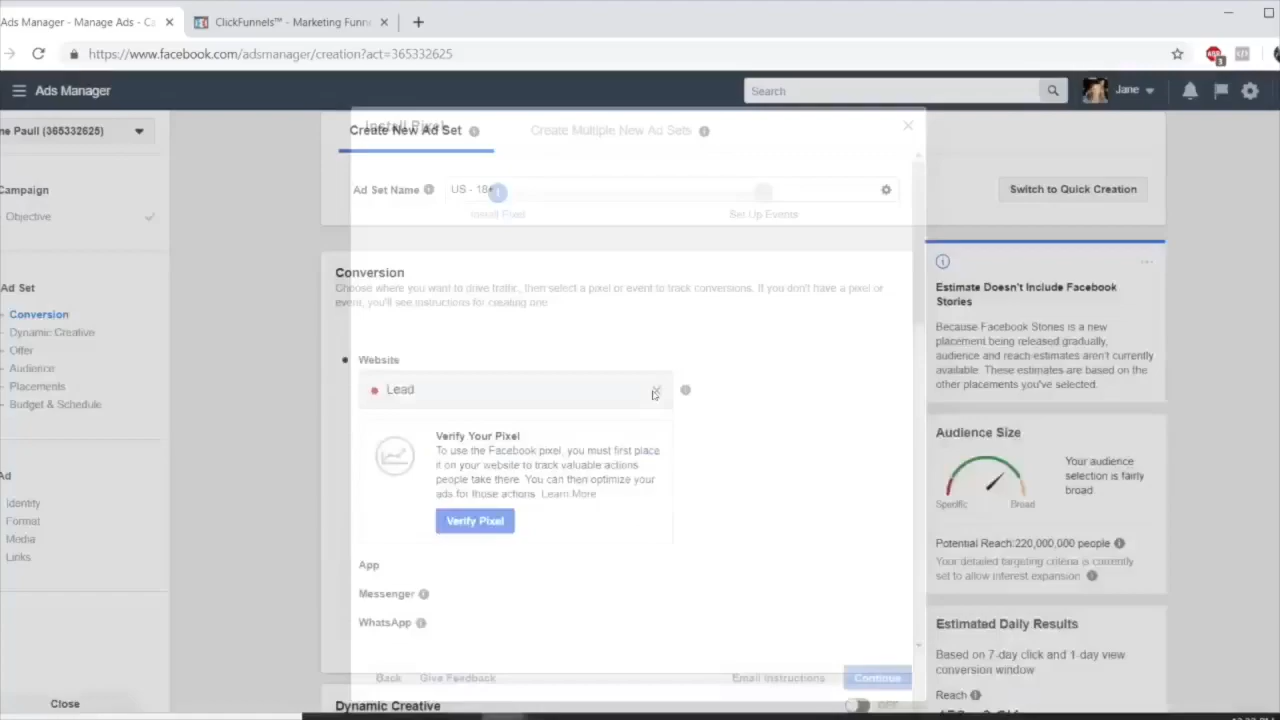 Ads Manager - Manage Ads - Ca
ClickFunnels™ - Marketing Funn
https://www.facebook.com/adsmanager/creation?act=365332625
Ads Manager
Search
Jane
ne Paull (365332625)
Install Pixel
Create New Ad Set
Create Multiple New Ad Sets
Campaign
Objective
Ad Set Name
US - 18
1
Switch to Quick Creation
Install Pixel
Set Up Events
Ad Set
Conversion
Dynamic Creative
Offer
Audience
Placements
Budget & Schedule
Ad
Identity
Format
Media
Links
Close
Conversion
Choose where you want to drive traffic, then select a pixel or event to track conversions. If you don't have a pixel or
event, you'll see instructions for creating one.
Website
Lead
Verify Your Pixel
To use the Facebook pixel, you must first place
it on your website to track valuable actions
people take there. You can then optimize your
ads for those actions. Learn More
Verify Pixel
App
Messenger
WhatsApp
Back
Give Feedback
Email Instructions
Continue
Dynamic Creative
Estimate Doesn't Include Facebook
Stories
Because Facebook Stories is a new
placement being released gradually,
audience and reach estimates aren't currently
available. These estimates are based on the
other placements you've selected.
Audience Size
Your audience
selection is fairly
broad.
Specific
Broad
Potential Reach:220,000,000 people
Your detailed targeting criteria is currently
set to allow interest expansion.
Estimated Daily Results
Based on 7-day click and 1-day view
conversion window
Reach